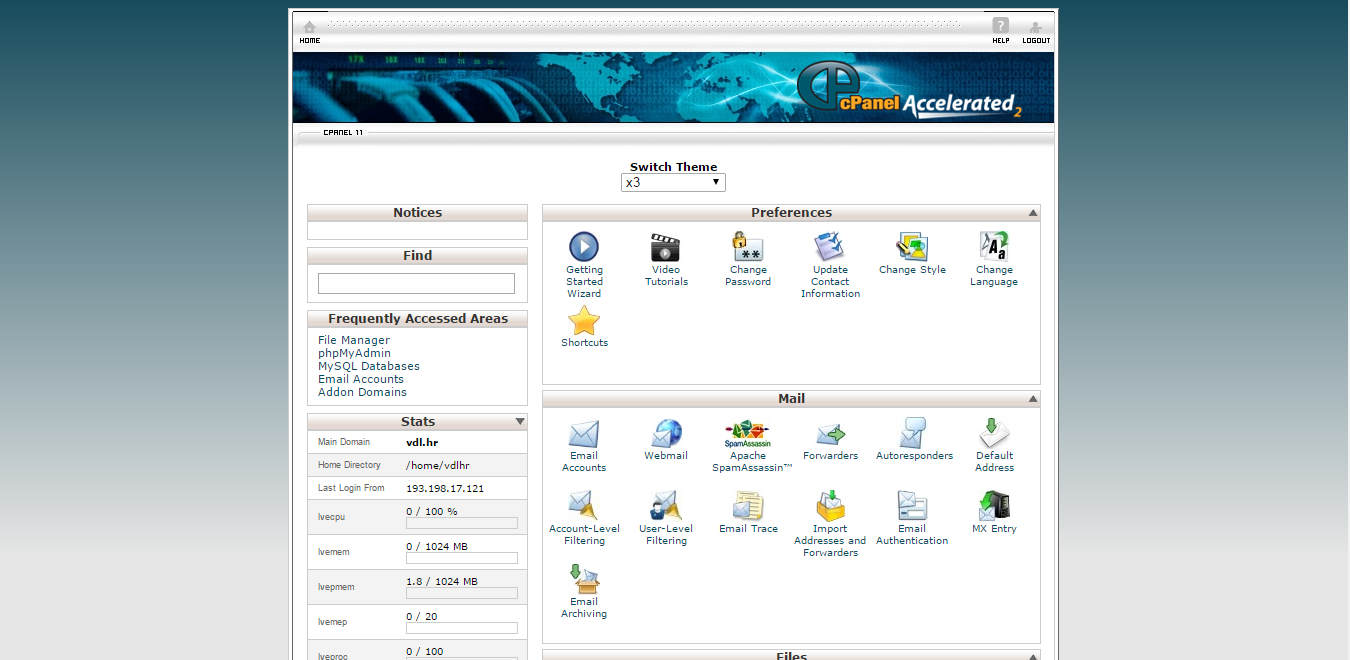 HOME
HELP
LOGOUT
cPanel Accelerated 2
CPANEL 11
Switch Theme
x3
Notices
Find
Frequently Accessed Areas
File Manager
phpMyAdmin
MySQL Databases
Email Accounts
Addon Domains
Stats
Main Domain vdl.hr
Home Directory /home/vdlhr
Last Login From 193.198.17.121
lvecpu 0 / 100 %
lvemem 0 / 1024 MB
lvepmem 1.8 / 1024 MB
lvemep 0 / 20
lveproc 0 / 100
Preferences
Getting Started Wizard
Video Tutorials
Change Password
Update Contact Information
Change Style
Change Language
Shortcuts
Mail
Email Accounts
Webmail
SpamAssassin
Apache SpamAssassin™
Forwarders
Autoresponders
Default Address
Account-Level Filtering
User-Level Filtering
Email Trace
Import Addresses and Forwarders
Email Authentication
MX Entry
Email Archiving
Files